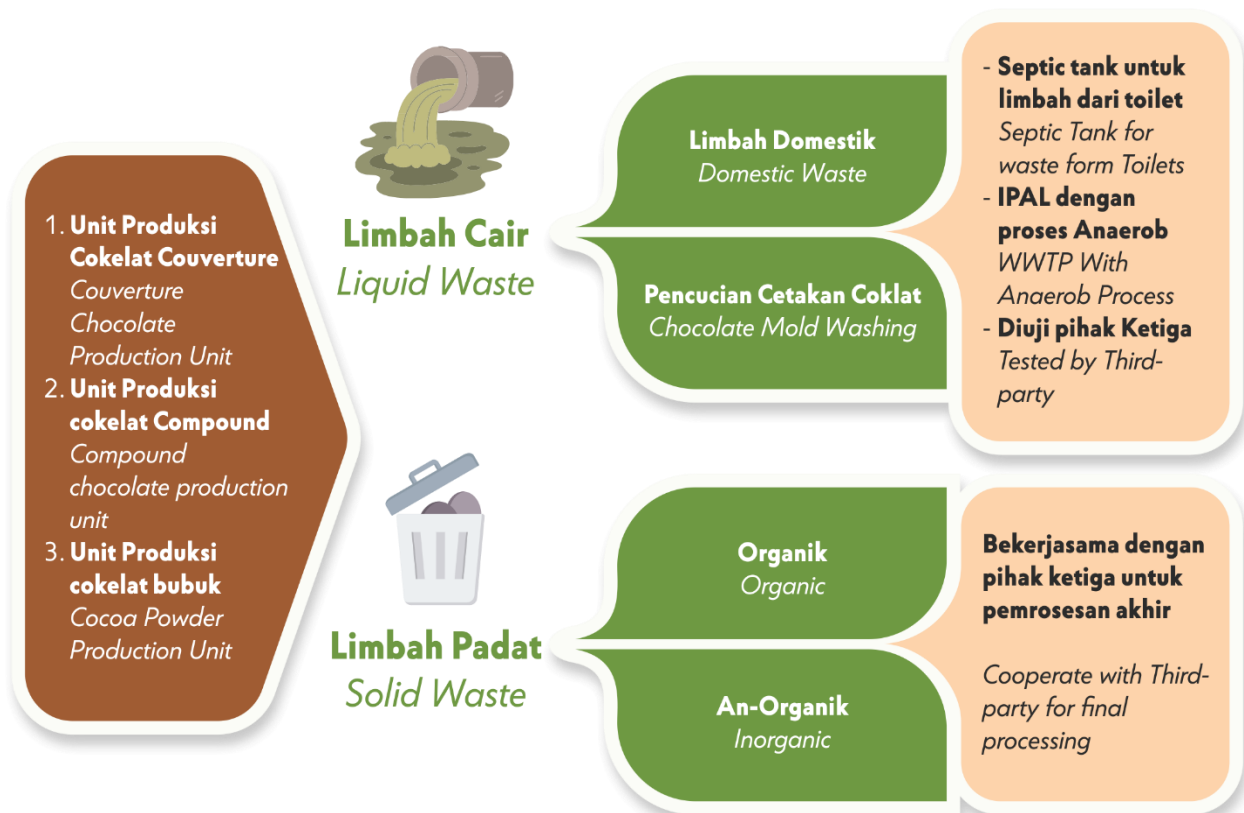 1. Unit Produksi
Cokelat Couverture
Couverture
Chocolate
Production Unit
2. Unit Produksi
cokelat Compound
Compound
chocolate production
unit
3. Unit Produksi
cokelat bubuk
Cocoa Powder
Production Unit
Limbah Cair
Liquid Waste
Limbah Domestik
Domestic Waste
Pencucian Cetakan Coklat
Chocolate Mold Washing
- Septic tank untuk
limbah dari toilet
Septic Tank for
waste form Toilets
- IPAL dengan
proses Anaerob
WWTP With
Anaerob Process
- Diuji pihak Ketiga
Tested by Third-
party
Limbah Padat
Solid Waste
Organik
Organic
An-Organik
Inorganic
Bekerjasama dengan
pihak ketiga untuk
pemrosesan akhir
Cooperate with Third-
party for final
processing